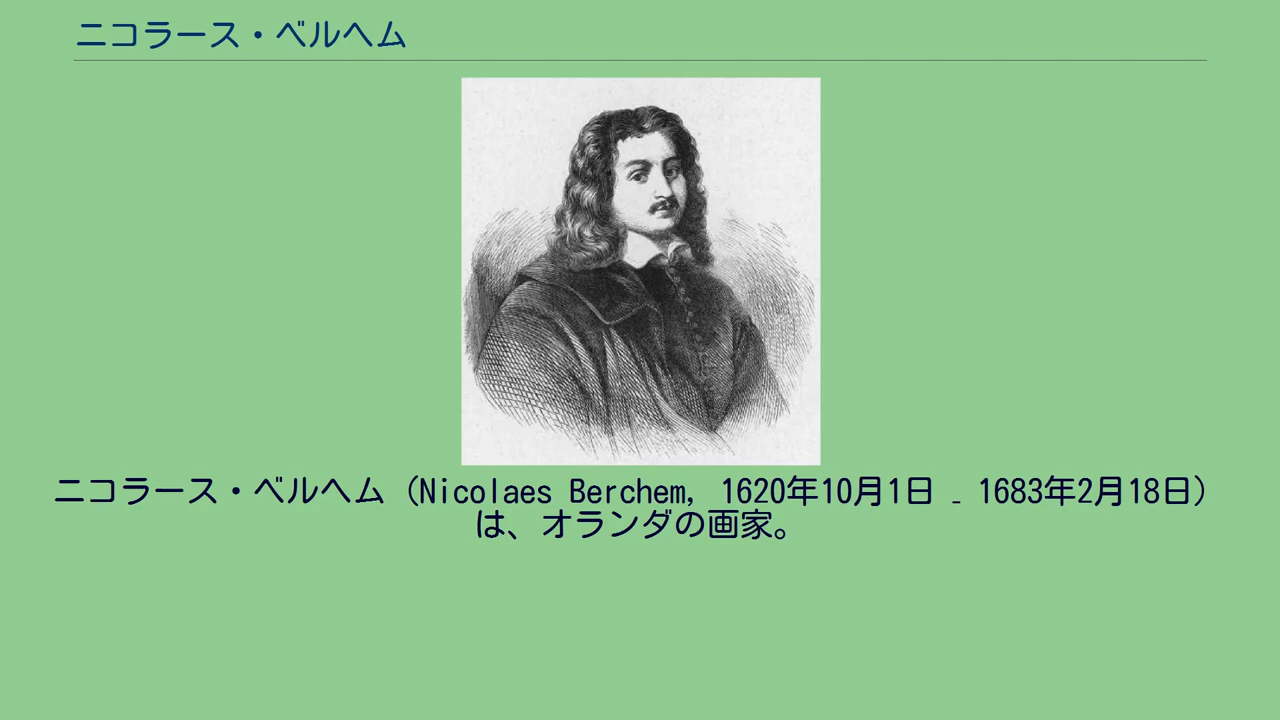 ニコラース・ベルヘム
ニコラース・ベルヘム（Nicolaes Berchem, 1620年10月1日 - 1683年2月18日）
は、オランダの画家。